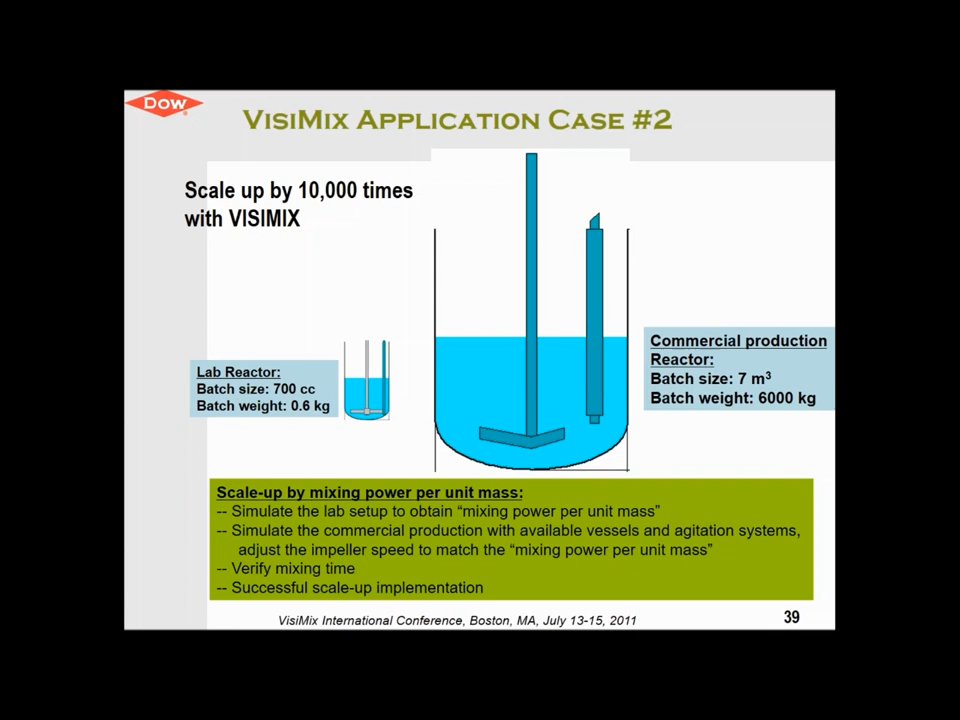 Dow
VisiMix Application Case #2
Scale up by 10,000 times
with VISIMIX
Lab Reactor:
Batch size: 700 cc
Batch weight: 0.6 kg
Commercial production
Reactor:
Batch size: 7 m³
Batch weight: 6000 kg
Scale-up by mixing power per unit mass:
-- Simulate the lab setup to obtain “mixing power per unit mass”
-- Simulate the commercial production with available vessels and agitation systems,
adjust the impeller speed to match the “mixing power per unit mass”
-- Verify mixing time
-- Successful scale-up implementation
VisiMix International Conference, Boston, MA, July 13-15, 2011
39